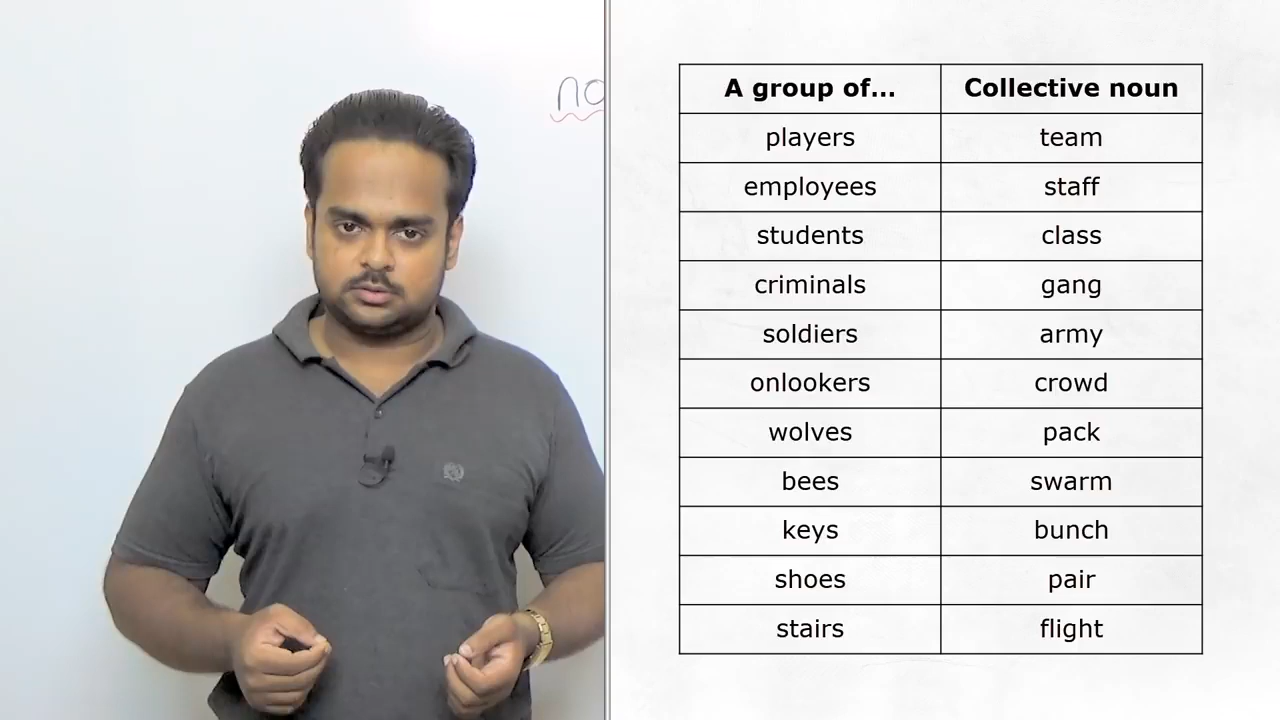 no
A group of... Collective noun
players team
employees staff
students class
criminals gang
soldiers army
onlookers crowd
wolves pack
bees swarm
keys bunch
shoes pair
stairs flight